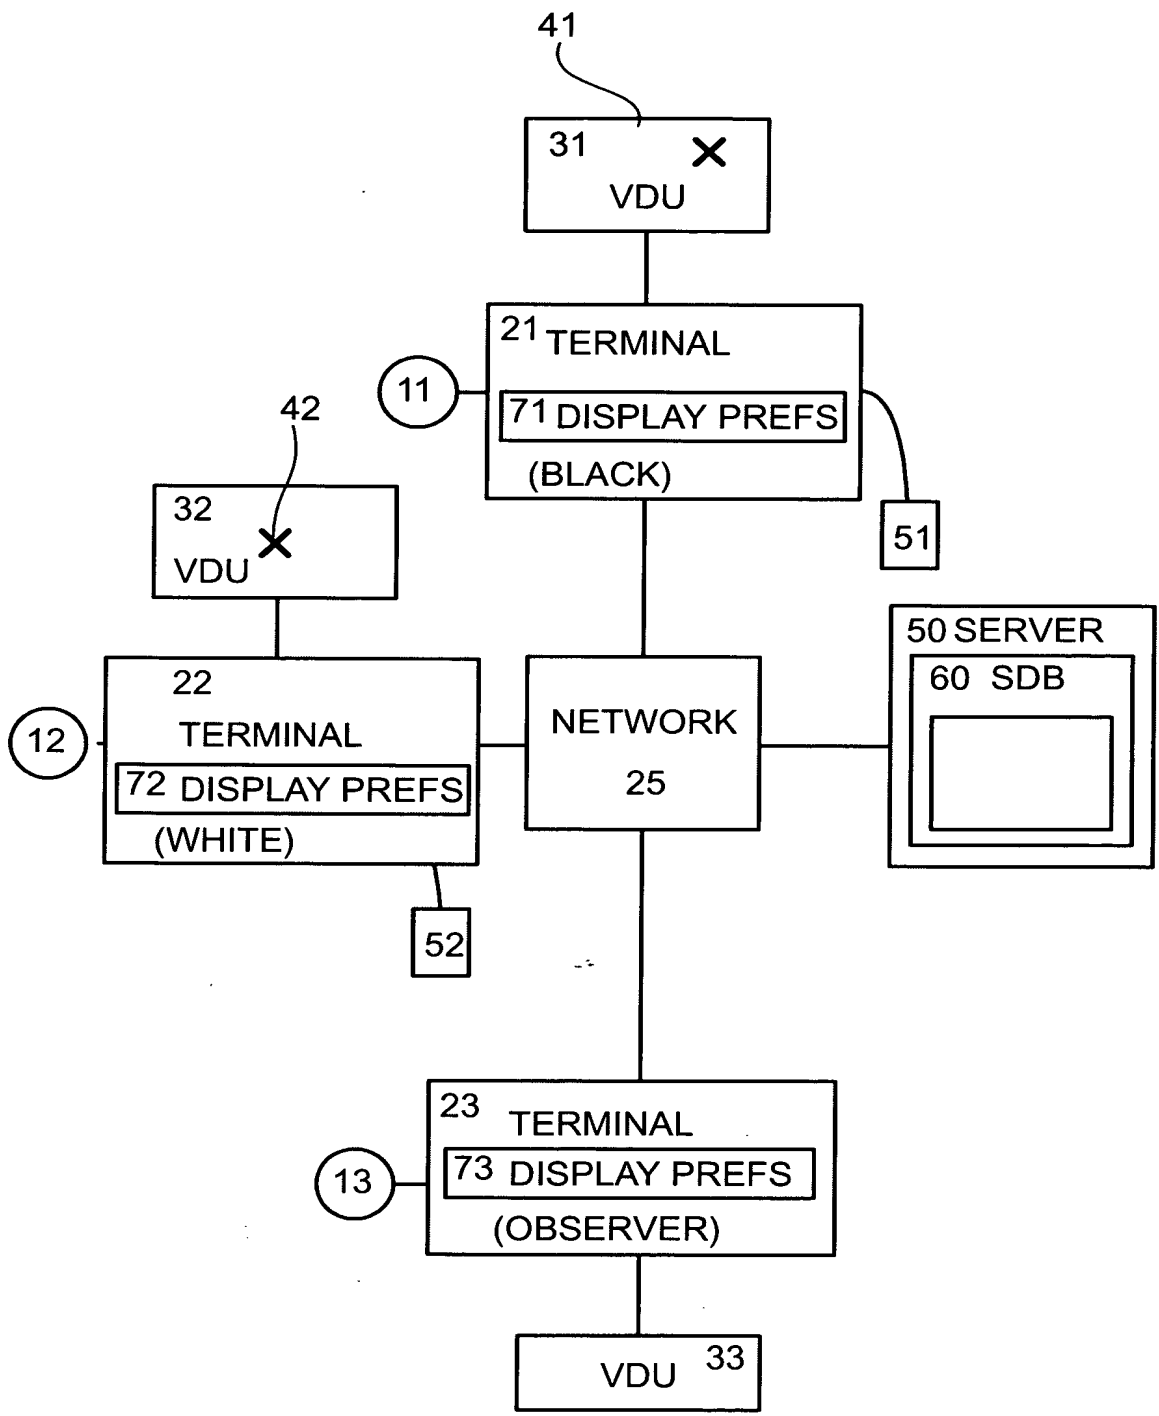 41
31
VDU
21 TERMINAL
11
71 DISPLAY PREFS
(BLACK)
42
32
VDU
51
50 SERVER
60 SDB
22
TERMINAL
12
72 DISPLAY PREFS
(WHITE)
NETWORK
25
52
23
TERMINAL
13
73 DISPLAY PREFS
(OBSERVER)
VDU 33